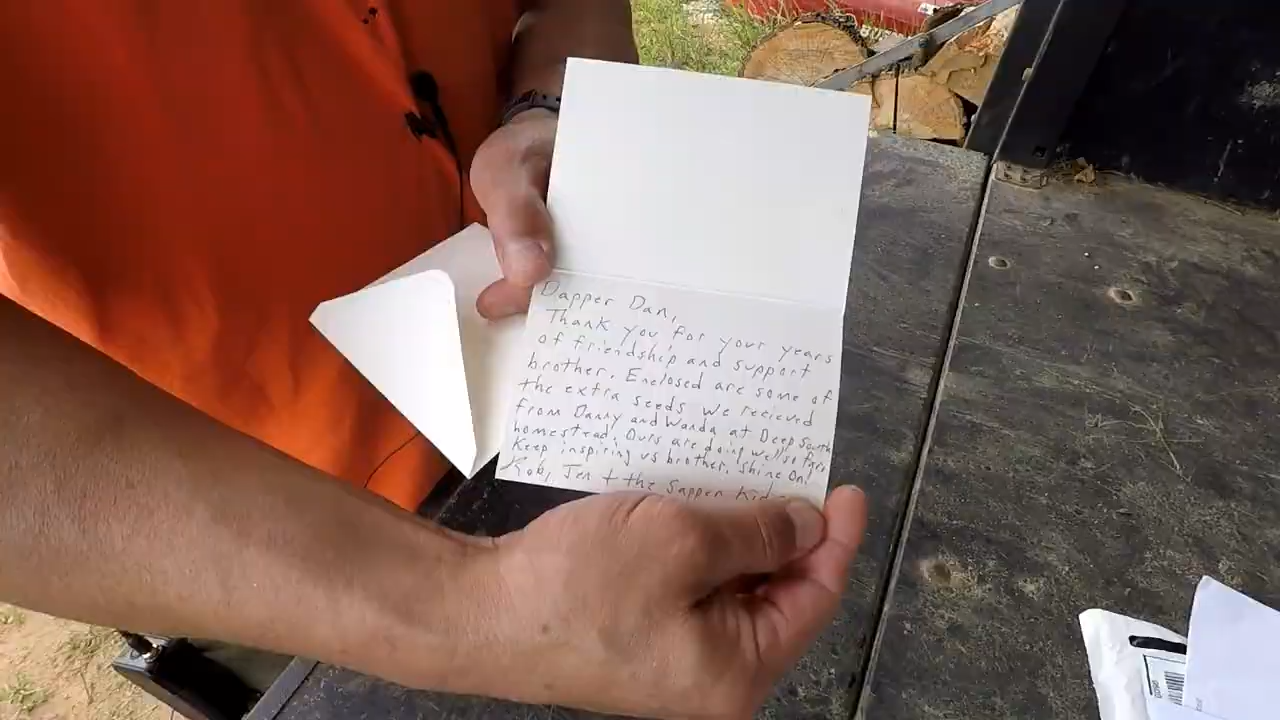 Dapper Dan,
Thank you for your years
of friendship and support
brother. Enclosed are some of
the extra seeds we recieved
from Danny and Wanda at Deep South
homestead. Ours are doing well so far.
Keep inspiring us brother. Shine On!
Rob, Jen + the Sapper Kids